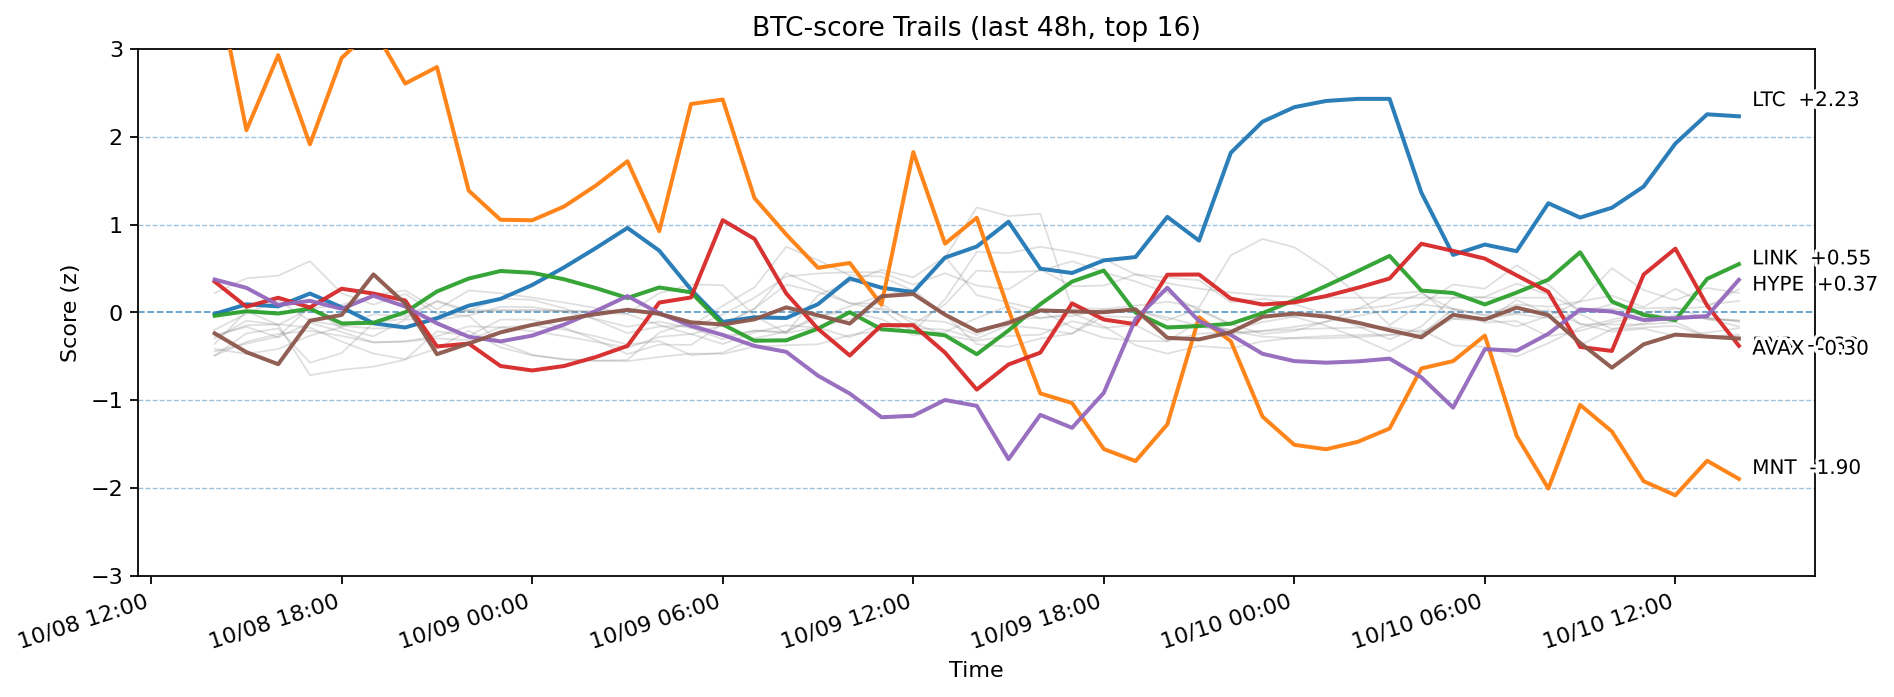 BTC-score Trails (last 48h, top 16)
Score (z)
3
2
1
0
−1
−2
−3
LTC +2.23
LINK +0.55
HYPE +0.37
AVAX -0.30
MNT -1.90
10/08 12:00
10/08 18:00
10/09 00:00
10/09 06:00
10/09 12:00
10/09 18:00
10/10 00:00
10/10 06:00
10/10 12:00
Time